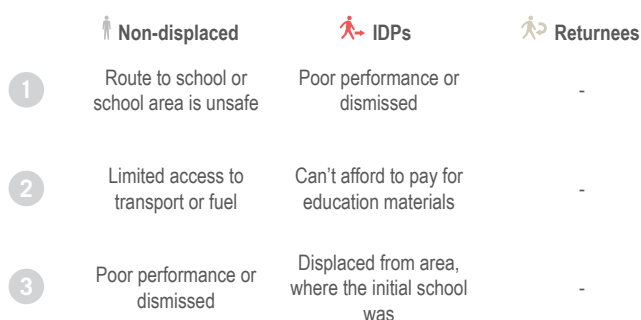 Non-displaced IDPs Returnees
1
Route to school or
school area is unsafe
Poor performance or
dismissed
-
2
Limited access to
transport or fuel
Can't afford to pay for
education materials
-
3
Poor performance or
dismissed
Displaced from area,
where the initial school
was
-